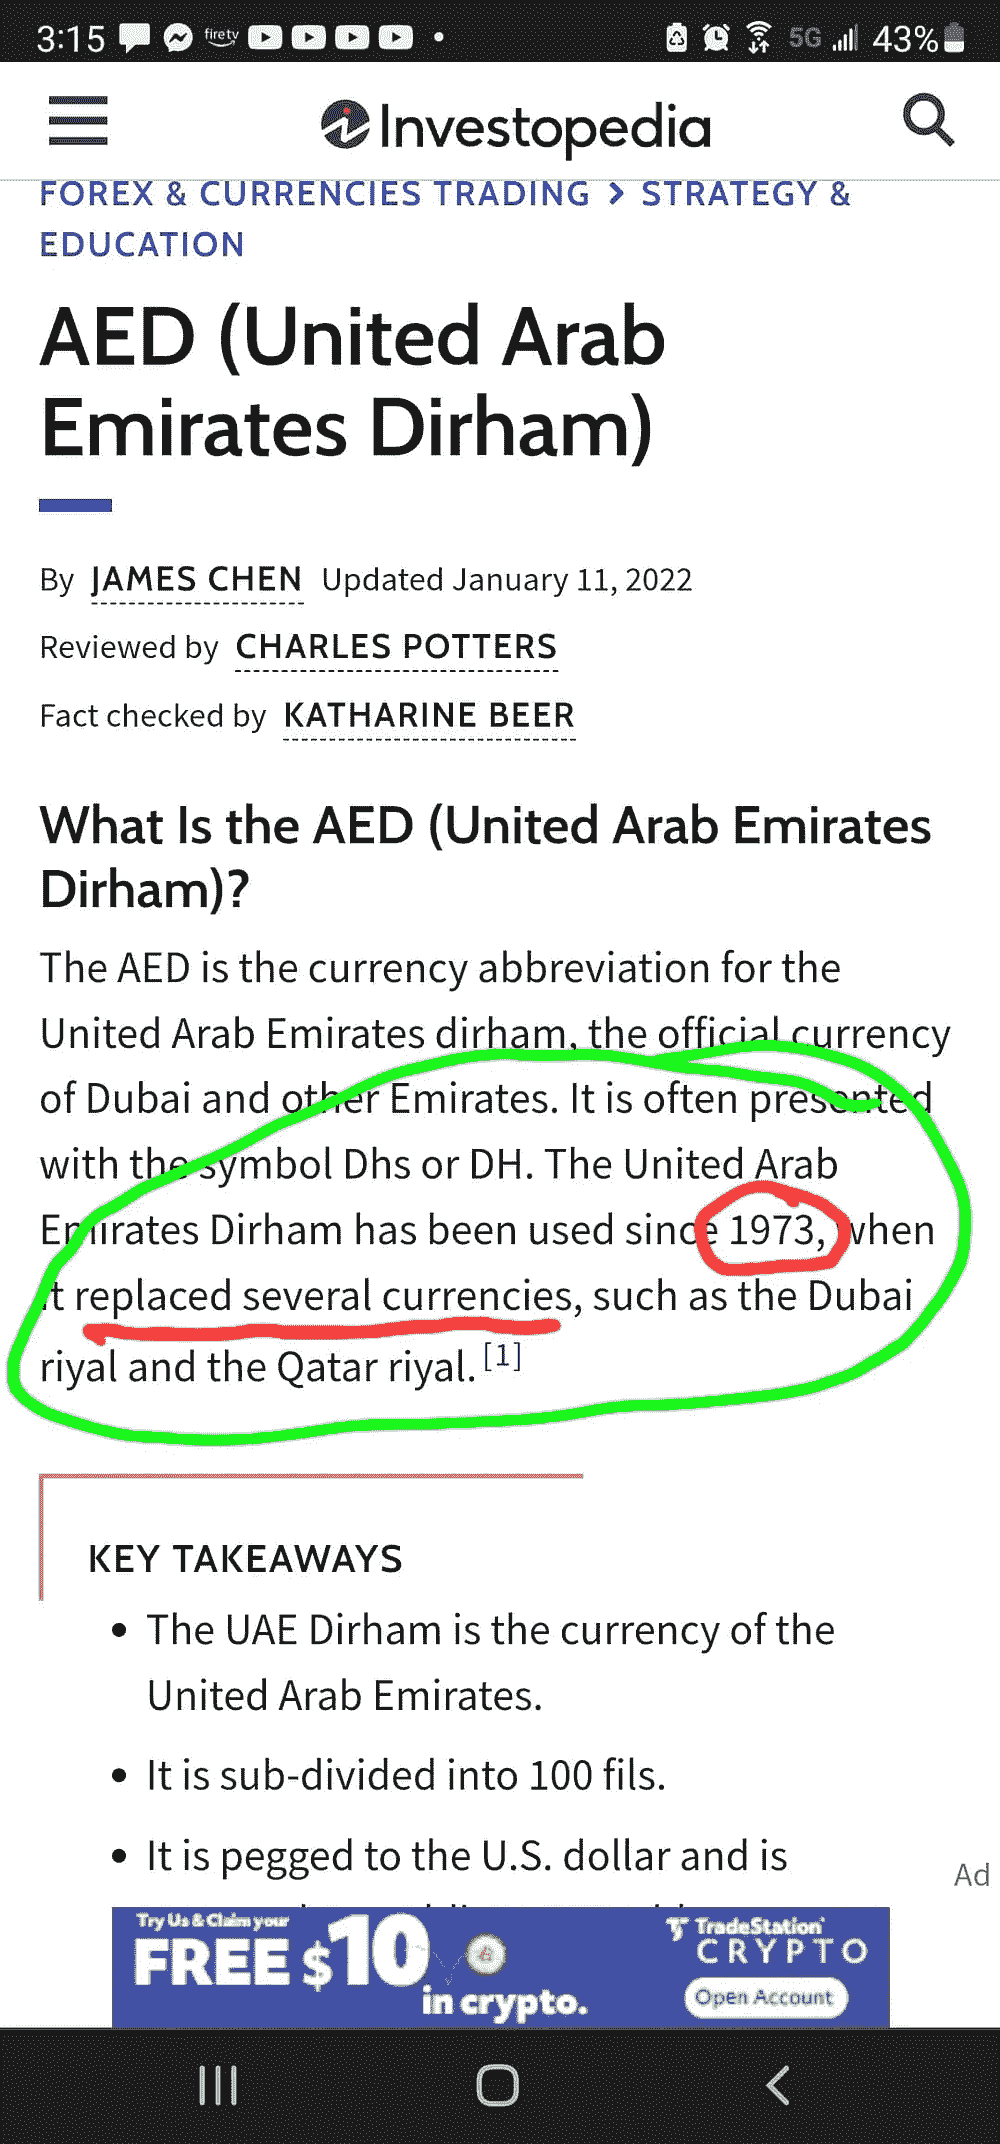 3:15 firetv 5G 43%
Investopedia
FOREX & CURRENCIES TRADING > STRATEGY &
EDUCATION
AED (United Arab
Emirates Dirham)
By JAMES CHEN Updated January 11, 2022
Reviewed by CHARLES POTTERS
Fact checked by KATHARINE BEER
What Is the AED (United Arab Emirates
Dirham)?
The AED is the currency abbreviation for the
United Arab Emirates dirham, the official currency
of Dubai and other Emirates. It is often presented
with the symbol Dhs or DH. The United Arab
Emirates Dirham has been used since 1973, when
it replaced several currencies, such as the Dubai
riyal and the Qatar riyal. [1]
KEY TAKEAWAYS
• The UAE Dirham is the currency of the
United Arab Emirates.
• It is sub-divided into 100 fils.
• It is pegged to the U.S. dollar and is
Ad
Try Us & Claim your
FREE $10
in crypto.
TradeStation
CRYPTO
Open Account